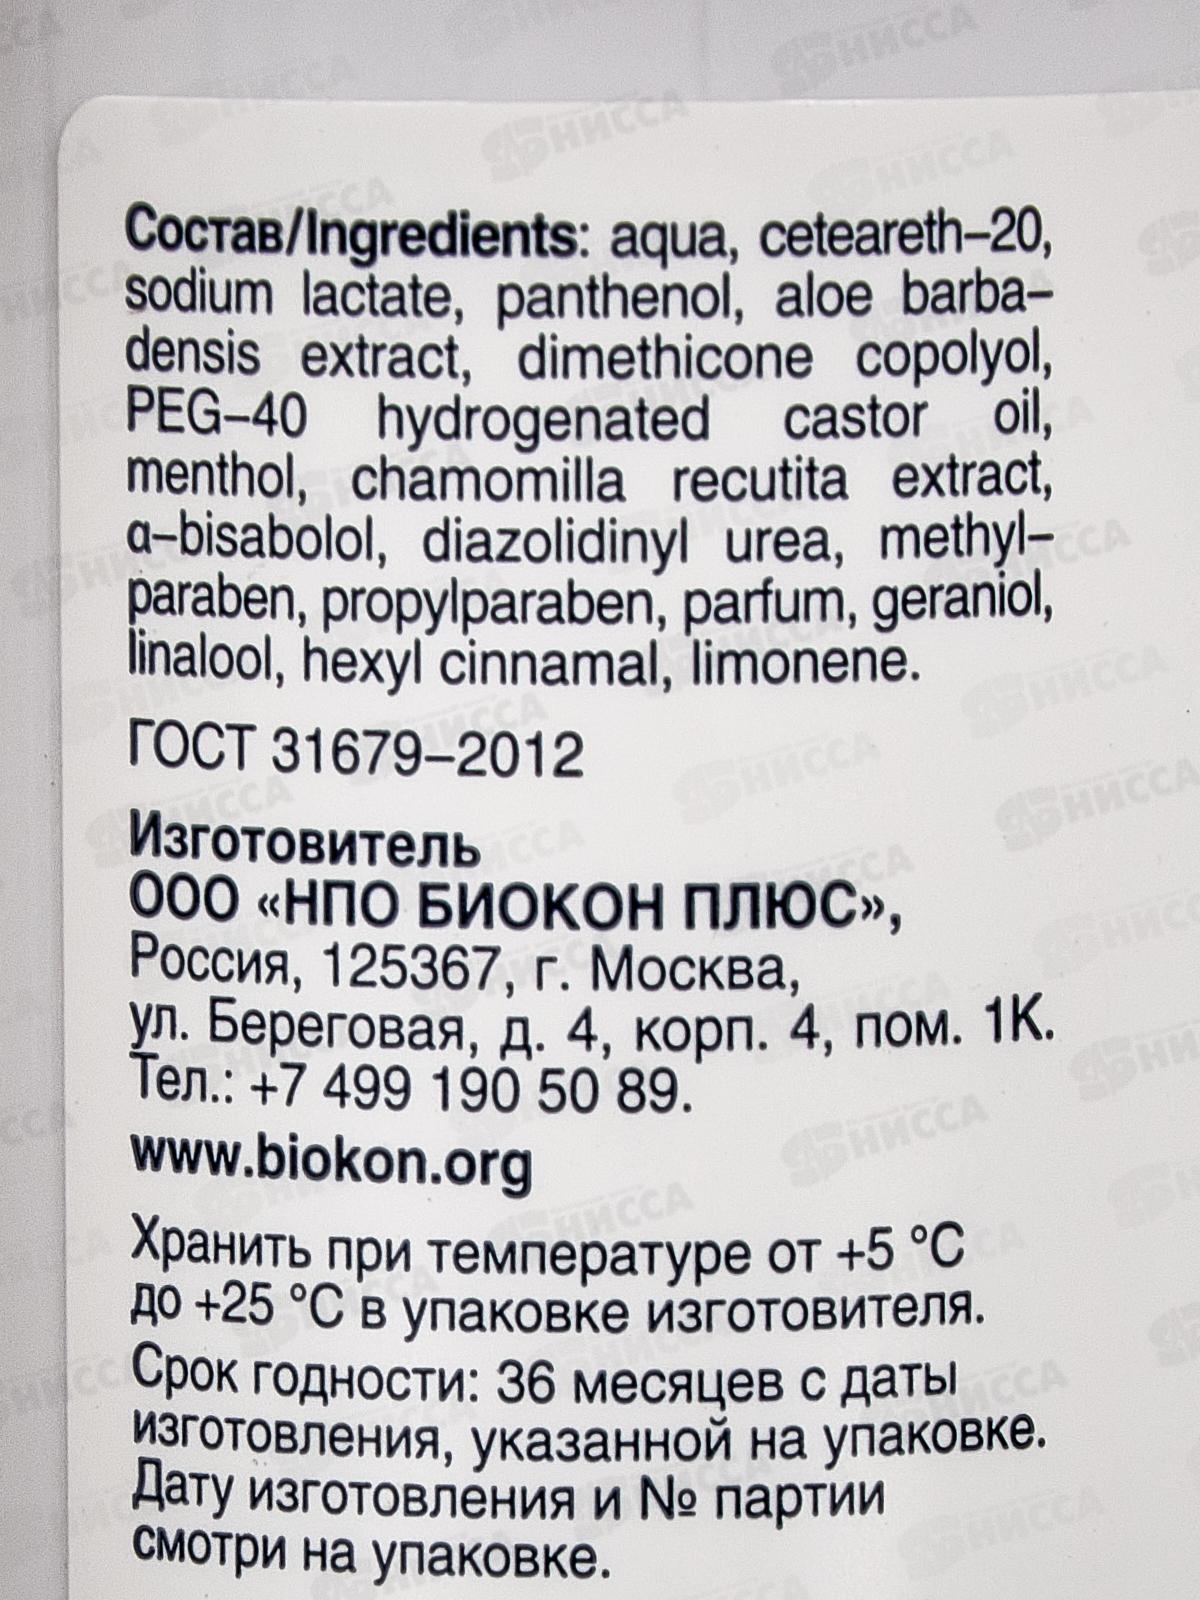 Состав/Ingredients: aqua, ceteareth–20,
sodium lactate, panthenol, aloe barba–
densis extract, dimethicone copolyol,
PEG–40 hydrogenated castor oil,
menthol, chamomilla recutita extract,
α–bisabolol, diazolidinyl urea, methyl–
paraben, propylparaben, parfum, geraniol,
linalool, hexyl cinnamal, limonene.
ГОСТ 31679–2012
Изготовитель
ООО «НПО БИОКОН ПЛЮС»,
Россия, 125367, г. Москва,
ул. Береговая, д. 4, корп. 4, пом. 1К.
Тел.: +7 499 190 50 89.
www.biokon.org
Хранить при температуре от +5 °C
до +25 °C в упаковке изготовителя.
Срок годности: 36 месяцев с даты
изготовления, указанной на упаковке.
Дату изготовления и № партии
смотри на упаковке.
НИССА